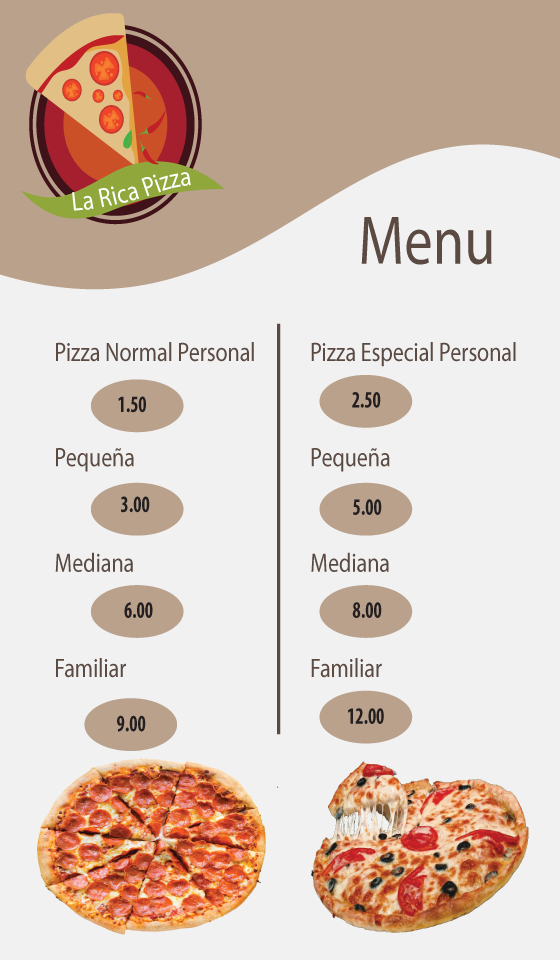 La Rica Pizza
Menu
Pizza Normal Personal
1.50
Pequeña
3.00
Mediana
6.00
Familiar
9.00
Pizza Especial Personal
2.50
Pequeña
5.00
Mediana
8.00
Familiar
12.00